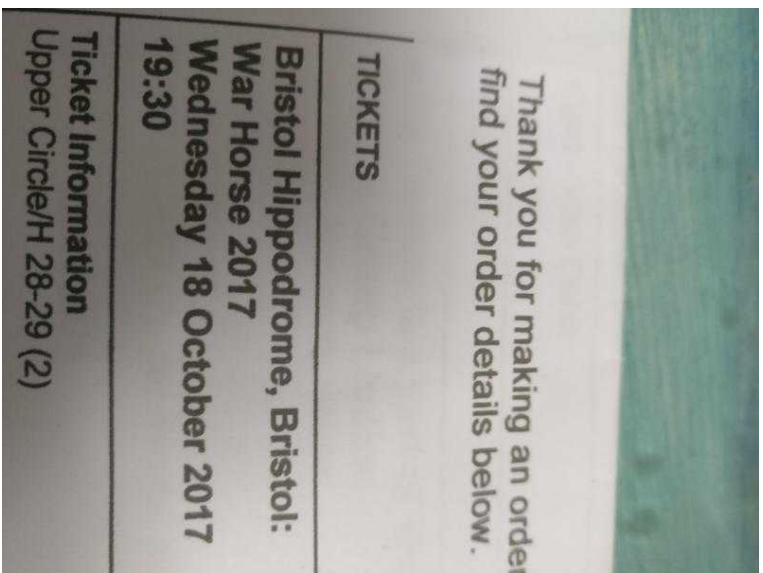 Thank you for making an order
find your order details below.
TICKETS
Bristol Hippodrome, Bristol:
War Horse 2017
Wednesday 18 October 2017
19:30
Ticket Information
Upper Circle/H 28-29 (2)